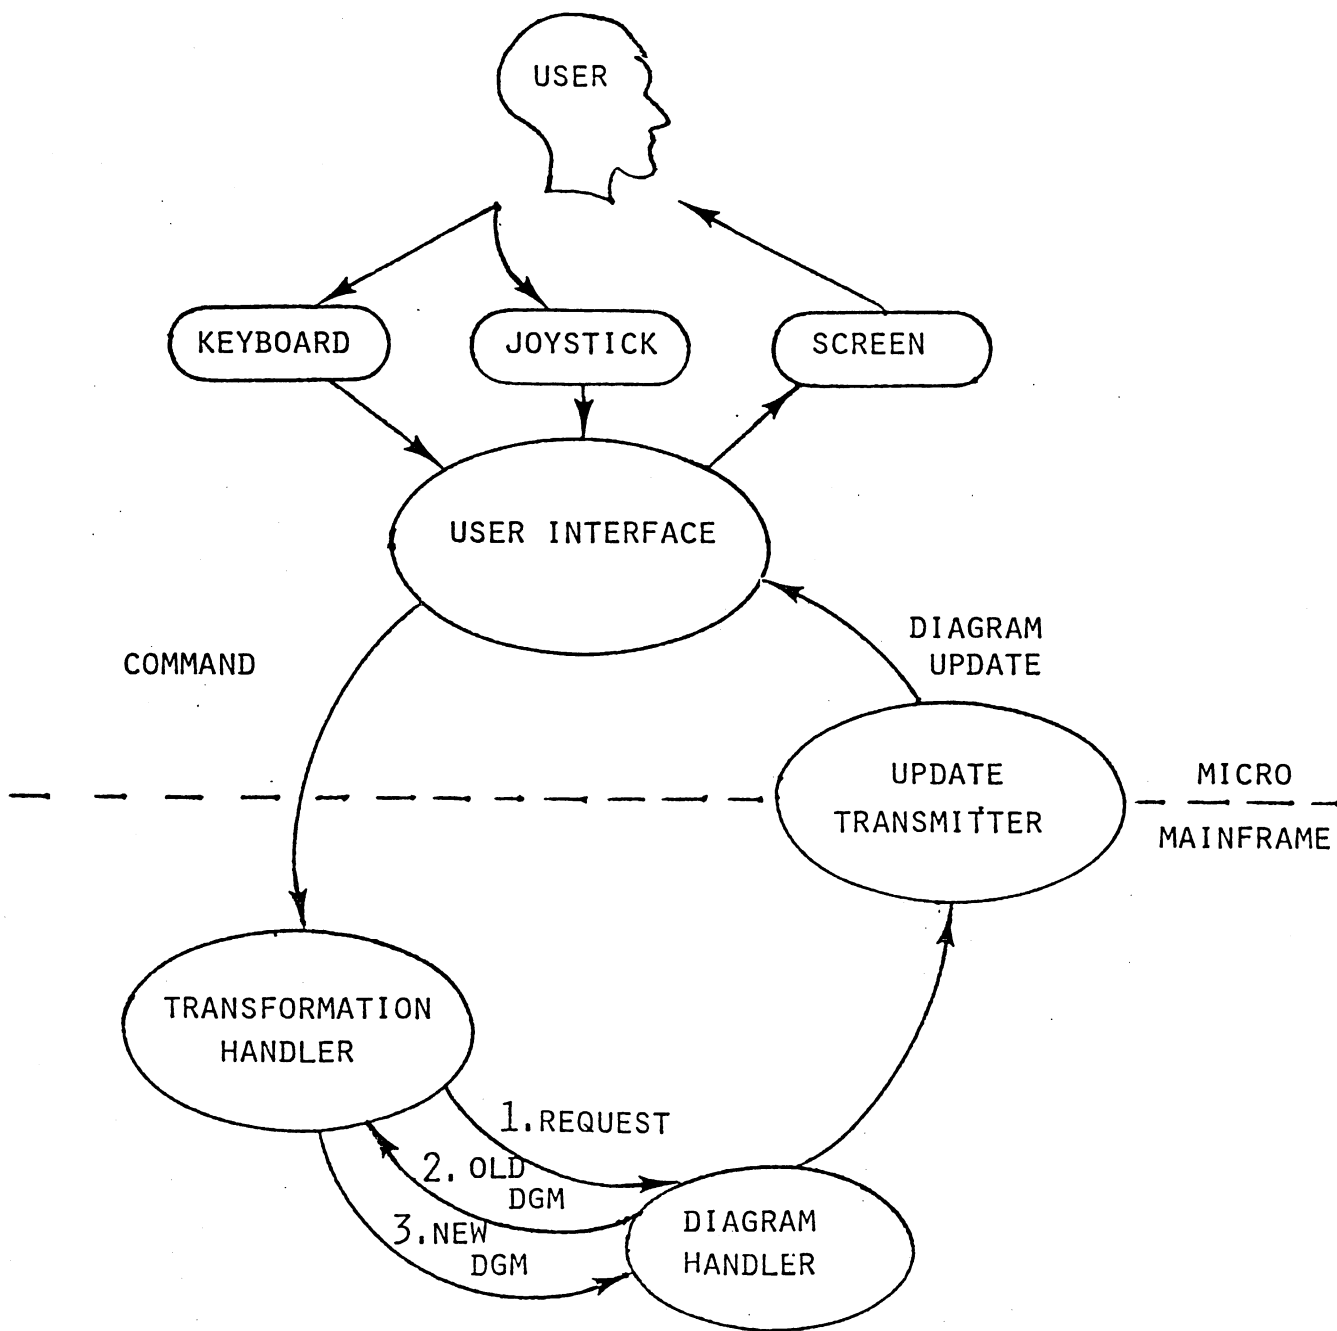 USER
KEYBOARD
JOYSTICK
SCREEN
USER INTERFACE
COMMAND
DIAGRAM
UPDATE
UPDATE
TRANSMITTER
MICRO
MAINFRAME
TRANSFORMATION
HANDLER
1.REQUEST
2. OLD
DGM
3.NEW
DGM
DIAGRAM
HANDLER